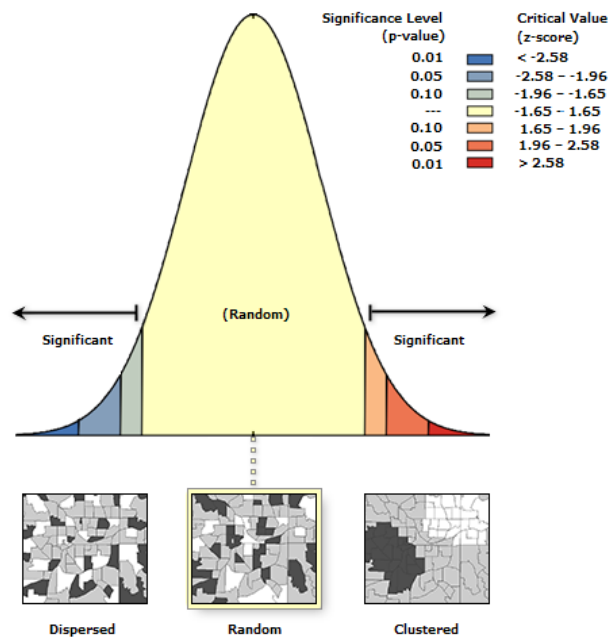 Significance Level Critical Value
(p-value) (z-score)
0.01 < -2.58
0.05 -2.58 – -1.96
0.10 -1.96 – -1.65
--- -1.65 – 1.65
0.10 1.65 – 1.96
0.05 1.96 – 2.58
0.01 > 2.58
(Random)
Significant Significant
Dispersed Random Clustered